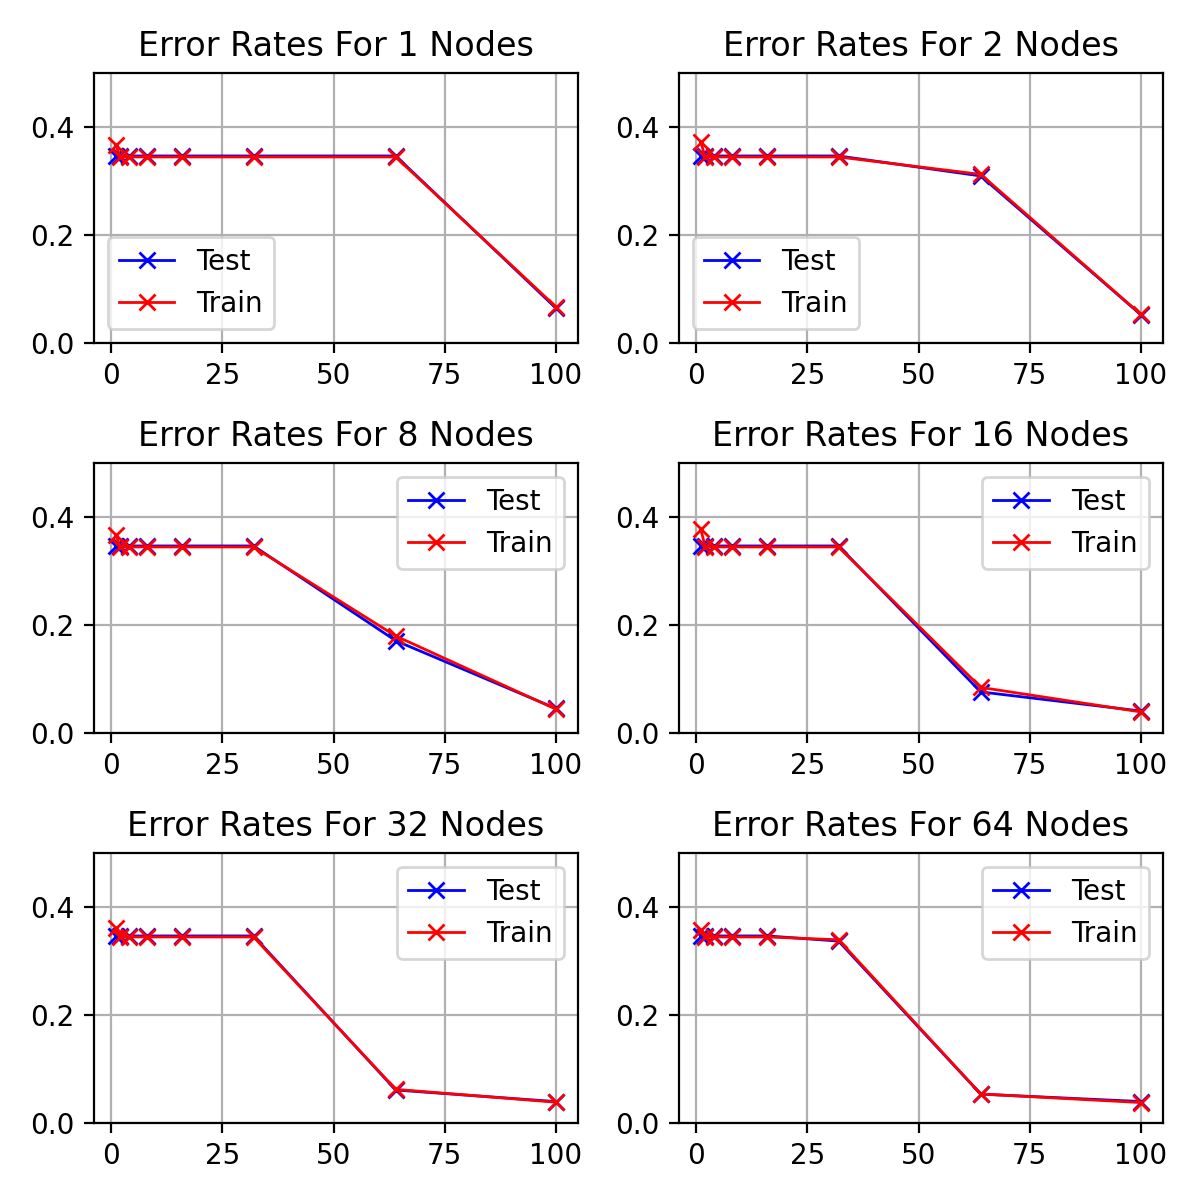 Error Rates For 1 Nodes
0.4
0.2
0.0
Test
Train
0 25 50 75 100
Error Rates For 2 Nodes
0.4
0.2
0.0
Test
Train
0 25 50 75 100
Error Rates For 8 Nodes
0.4
0.2
0.0
Test
Train
0 25 50 75 100
Error Rates For 16 Nodes
0.4
0.2
0.0
Test
Train
0 25 50 75 100
Error Rates For 32 Nodes
0.4
0.2
0.0
Test
Train
0 25 50 75 100
Error Rates For 64 Nodes
0.4
0.2
0.0
Test
Train
0 25 50 75 100